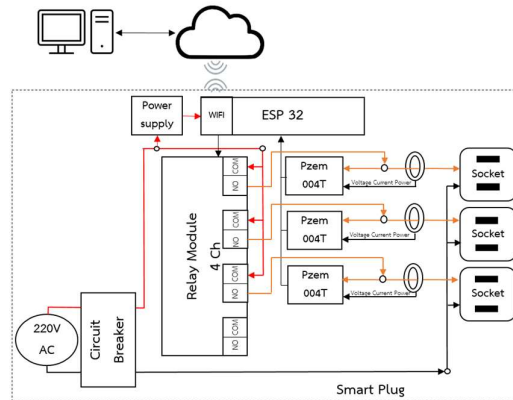 Power
supply
WIFI
ESP 32
COM
NO
COM
NO
COM
NO
COM
NO
Relay Module
4 Ch
Pzem
004T
Voltage Current Power
Socket
Pzem
004T
Voltage Current Power
Socket
Pzem
004T
Voltage Current Power
Socket
220V
AC
Circuit
Breaker
Smart Plug